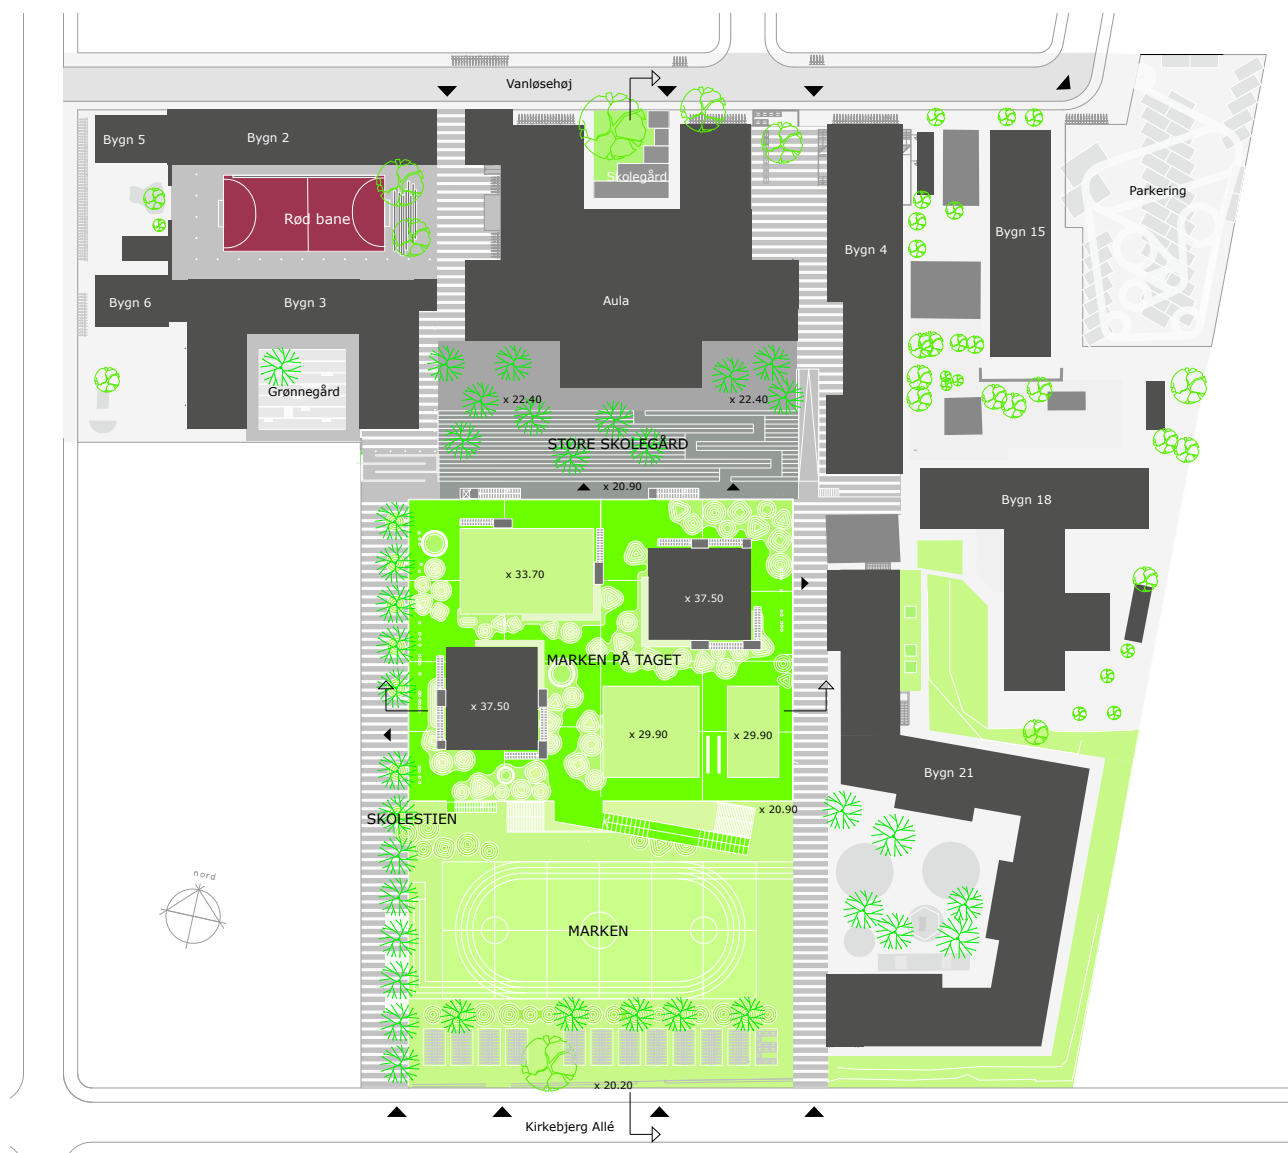 Vanløsehøj
Bygn 5
Bygn 2
Skolegård
Parkering
Rød bane
Bygn 4
Bygn 15
Bygn 6
Bygn 3
Aula
Grønnegård
x 22.40
x 22.40
STORE SKOLEGÅRD
x 20.90
Bygn 18
x 33.70
x 37.50
MARKEN PÅ TAGET
x 37.50
x 29.90
x 29.90
Bygn 21
x 20.90
SKOLESTIEN
nord
MARKEN
x 20.20
Kirkebjerg Allé